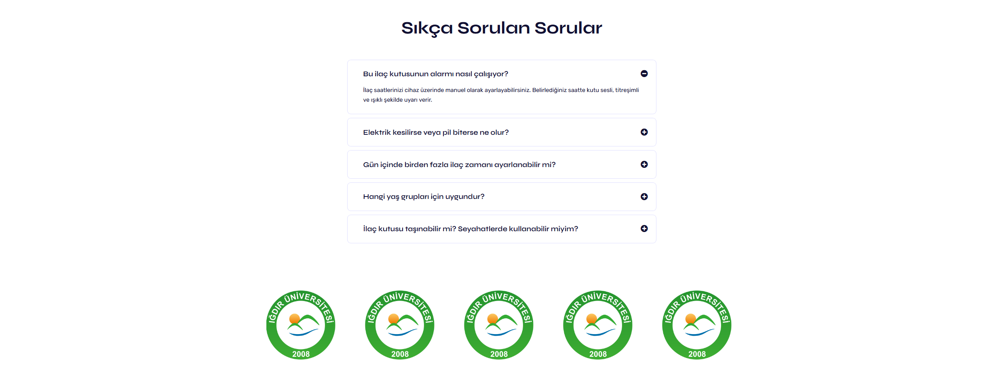 Sıkça Sorulan Sorular
Bu ilaç kutusunun alarmı nasıl çalışıyor?
İlaç saatlerinizi cihaz üzerinde manuel olarak ayarlayabilirsiniz. Belirlediğiniz saatte kutu sesli, titreşimli
ve ışıklı şekilde uyarı verir.
Elektrik kesilirse veya pil biterse ne olur?
Gün içinde birden fazla ilaç zamanı ayarlanabilir mi?
Hangi yaş grupları için uygundur?
İlaç kutusu taşınabilir mi? Seyahatlerde kullanabilir miyim?
IĞDIR ÜNİVERSİTESİ
2008
IĞDIR ÜNİVERSİTESİ
2008
IĞDIR ÜNİVERSİTESİ
2008
IĞDIR ÜNİVERSİTESİ
2008
IĞDIR ÜNİVERSİTESİ
2008